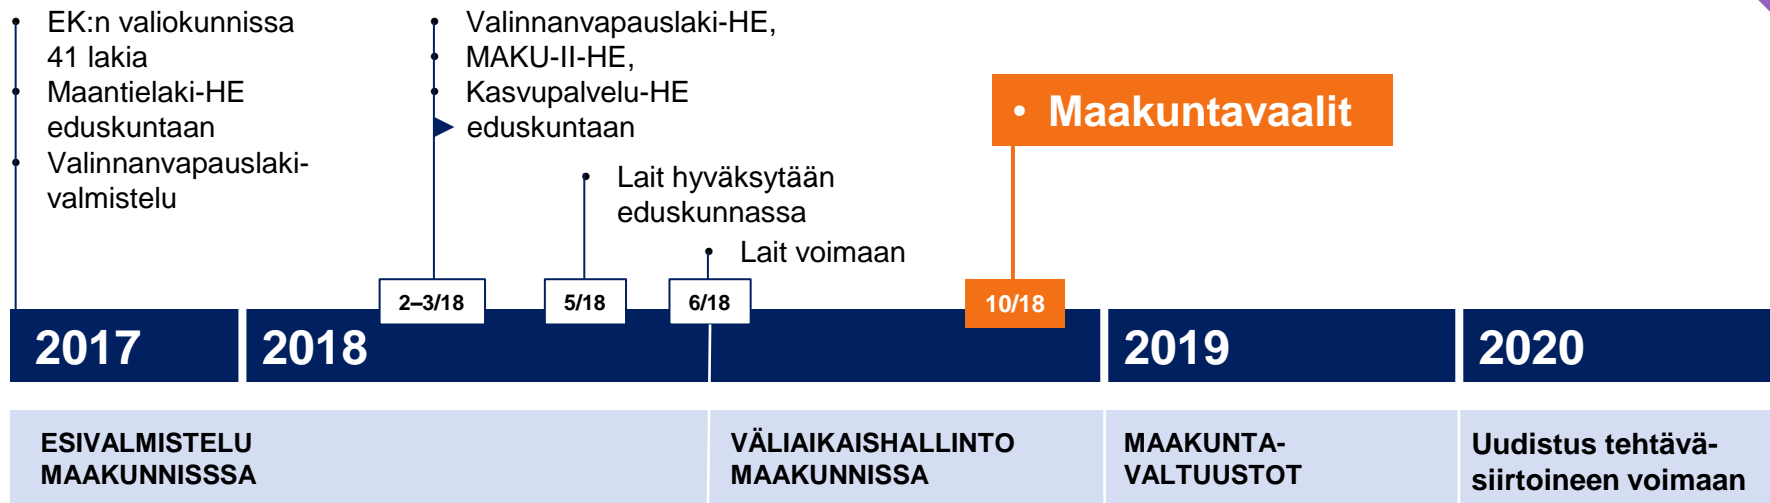 • EK:n valiokunnissa
41 lakia
• Maantielaki-HE
eduskuntaan
• Valinnanvapauslaki-
valmistelu
• Valinnanvapauslaki-HE,
• MAKU-II-HE,
• Kasvupalvelu-HE
eduskuntaan
• Lait hyväksytään
eduskunnassa
• Lait voimaan
• Maakuntavaalit
2–3/18
5/18
6/18
10/18
2017
2018
2019
2020
ESIVALMISTELU
MAAKUNNISSSA
VÄLIAIKAISHALLINTO
MAAKUNNISSA
MAAKUNTA-
VALTUUSTOT
Uudistus tehtävä-
siirtoineen voimaan